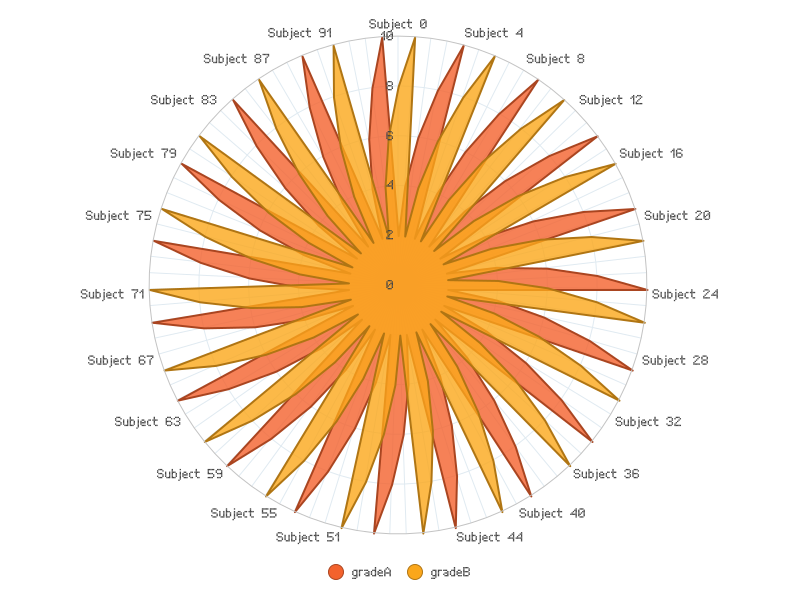 Subject 0
Subject 4
Subject 8
Subject 12
Subject 16
Subject 20
Subject 24
Subject 28
Subject 32
Subject 36
Subject 40
Subject 44
Subject 51
Subject 55
Subject 59
Subject 63
Subject 67
Subject 71
Subject 75
Subject 79
Subject 83
Subject 87
Subject 91
10
8
6
4
2
0
gradeA
gradeB